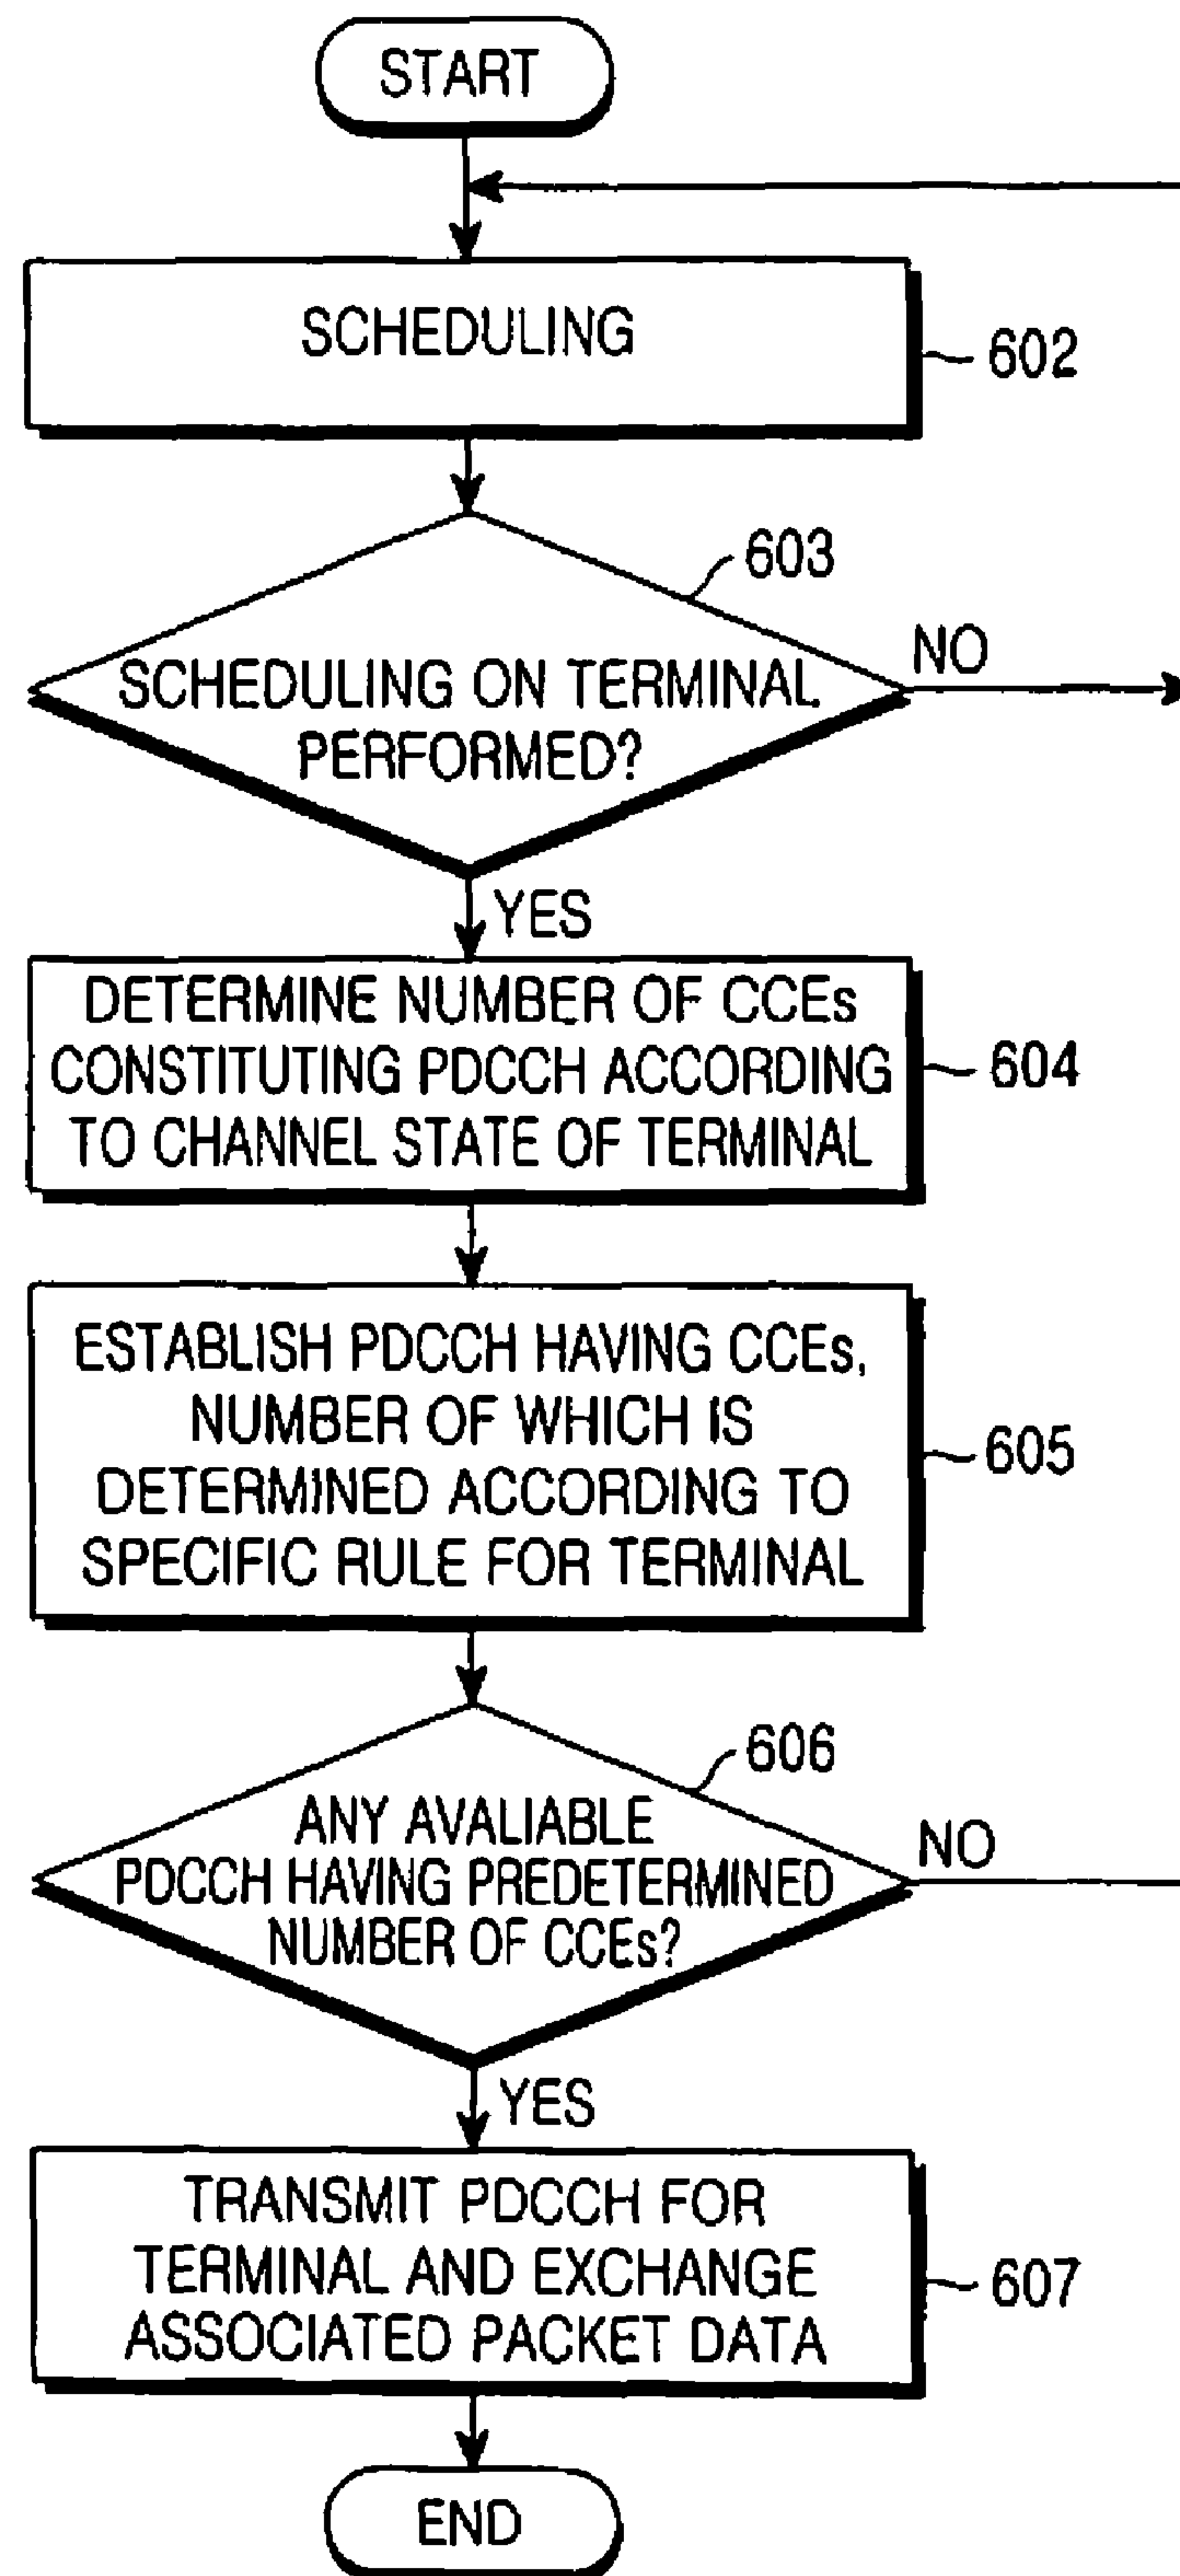 START
SCHEDULING
602
603
SCHEDULING ON TERMINAL
PERFORMED?
NO
YES
DETERMINE NUMBER OF CCEs
CONSTITUTING PDCCH ACCORDING
TO CHANNEL STATE OF TERMINAL
604
ESTABLISH PDCCH HAVING CCEs,
NUMBER OF WHICH IS
DETERMINED ACCORDING TO
SPECIFIC RULE FOR TERMINAL
605
606
ANY AVALIABLE
PDCCH HAVING PREDETERMINED
NUMBER OF CCEs?
NO
YES
TRANSMIT PDCCH FOR
TERMINAL AND EXCHANGE
ASSOCIATED PACKET DATA
607
END